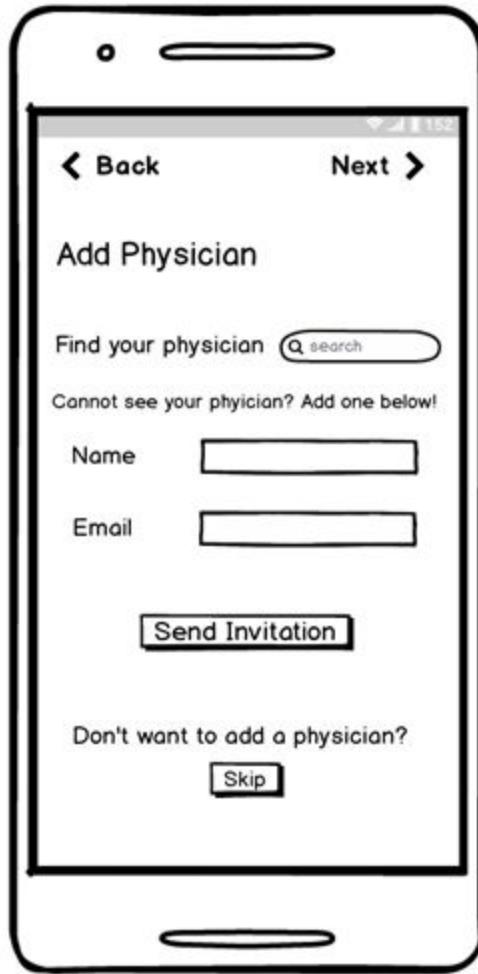 152
Back Next
Add Physician
Find your physician search
Cannot see your phyician? Add one below!
Name
Email
Send Invitation
Don't want to add a physician?
Skip